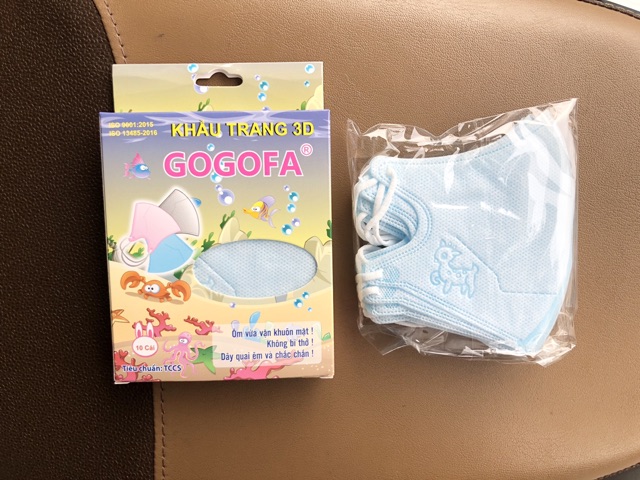 ISO 9001:2015
ISO 13485-2016
KHẨU TRANG 3D
GOGOFA®
Ôm vừa vặn khuôn mặt !
Không bí thở !
Dây quai êm và chắc chắn !
10 Cái
Tiêu chuẩn: TCCS